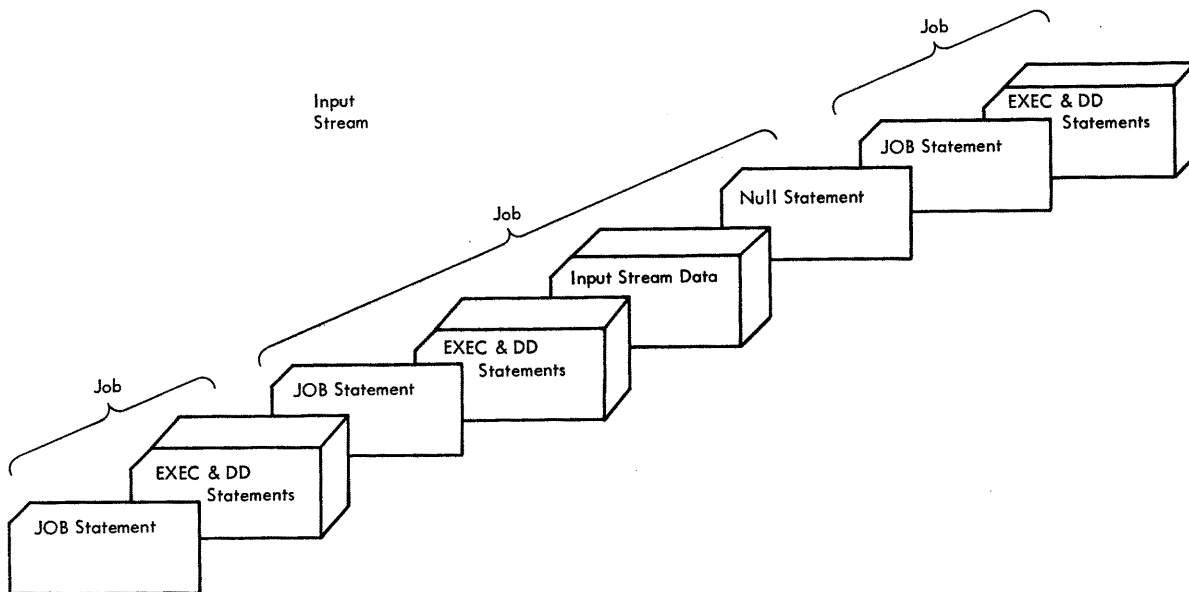 Job
EXEC & DD
Statements
Input
Stream
JOB Statement
Null Statement
Job
Input Stream Data
EXEC & DD
Statements
JOB Statement
Job
EXEC & DD
Statements
JOB Statement